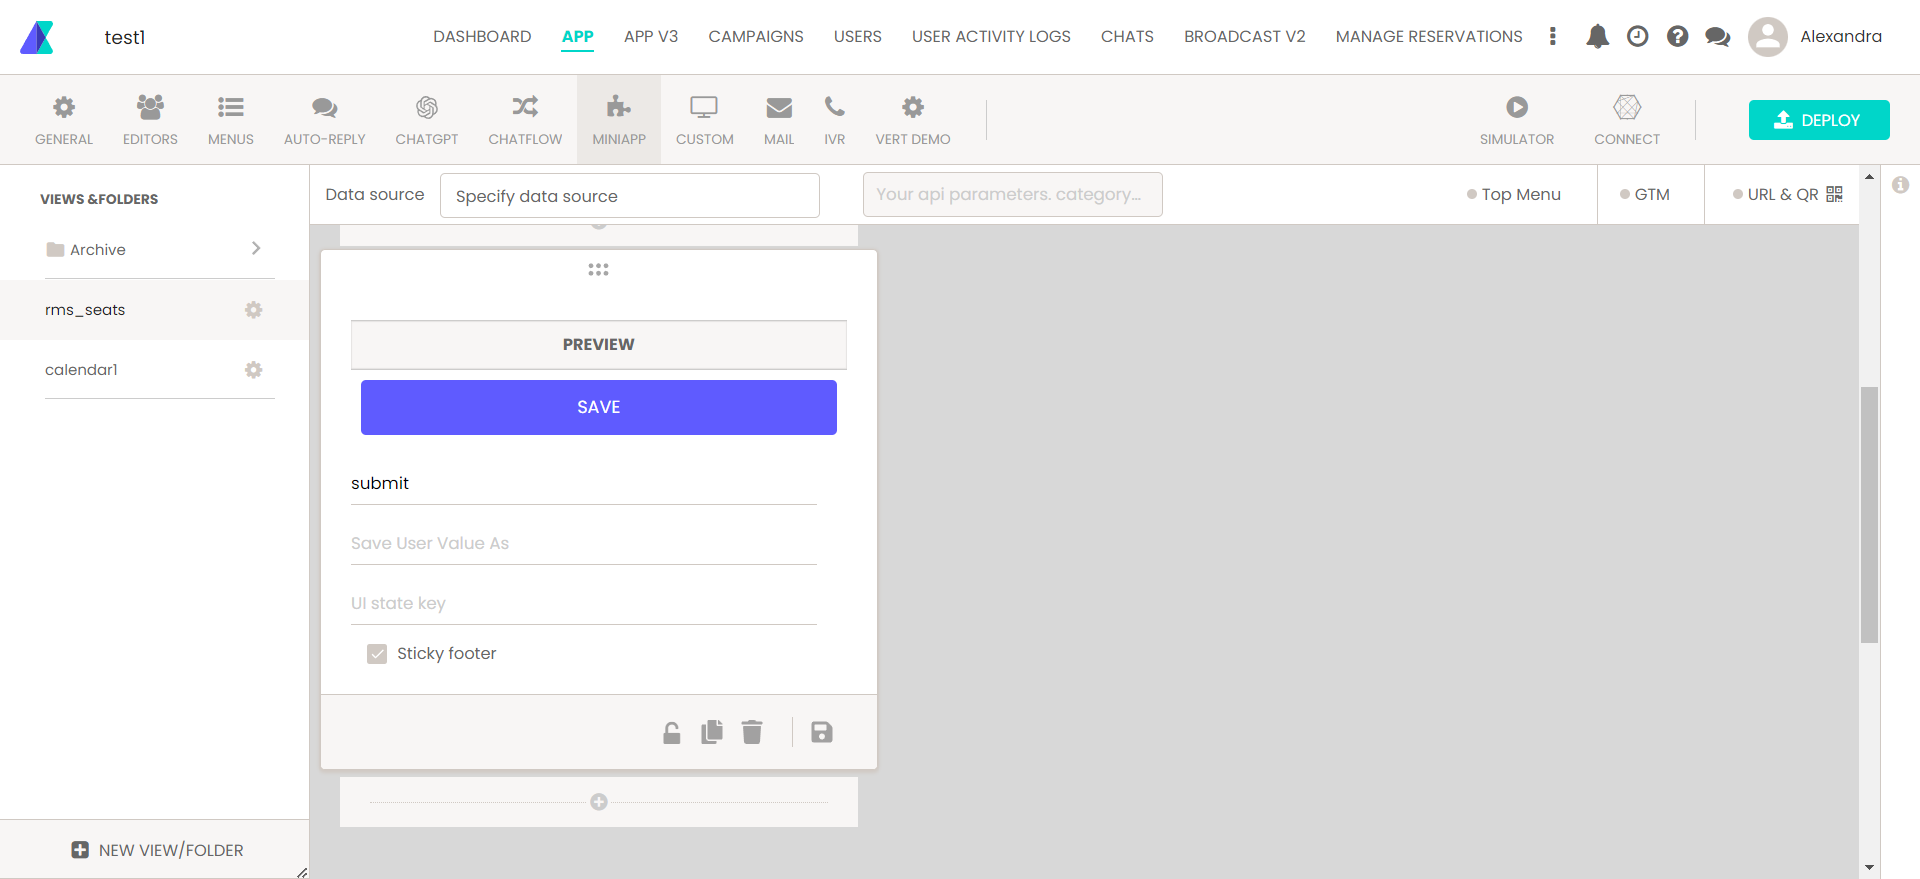 test1
DASHBOARD
APP
APP V3
CAMPAIGNS
USERS
USER ACTIVITY LOGS
CHATS
BROADCAST V2
MANAGE RESERVATIONS
Alexandra
GENERAL
EDITORS
MENUS
AUTO-REPLY
CHATGPT
CHATFLOW
MINIAPP
CUSTOM
MAIL
IVR
VERT DEMO
SIMULATOR
CONNECT
DEPLOY
VIEWS &FOLDERS
Archive
rms_seats
calendar1
NEW VIEW/FOLDER
Data source
Specify data source
Your api parameters. category...
Top Menu
GTM
URL & QR
PREVIEW
SAVE
submit
Save User Value As
UI state key
Sticky footer